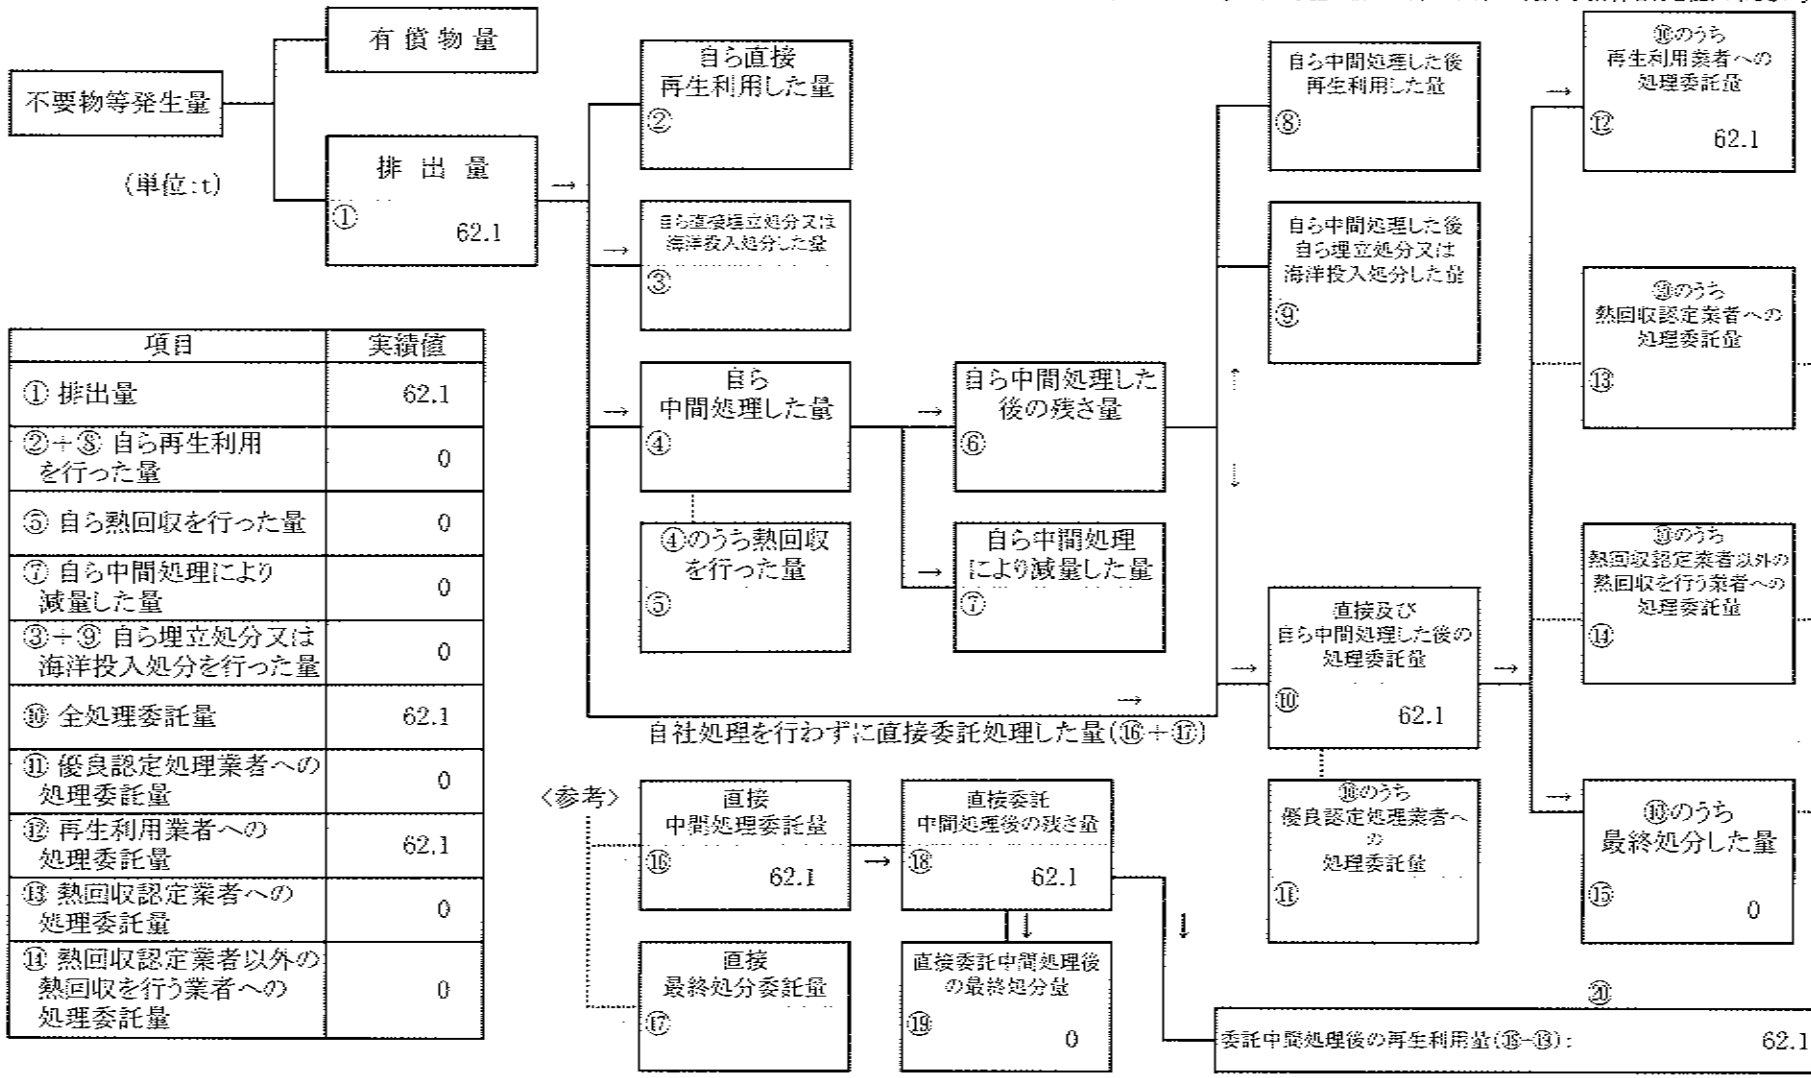 不要物等発生量
(単位:t)
有償物量
排出量
①
62.1
自ら直接
再生利用した量
②
自ら直接埋立処分又は
海洋投入処分した量
③
自ら
中間処理した量
④
④のうち熱回収
を行った量
⑤
自ら中間処理した
後の残さ量
⑥
自ら中間処理
により減量した量
⑦
自ら中間処理した後
再生利用した量
⑧
自ら中間処理した後
自ら埋立処分又は
海洋投入処分した量
⑨
直接及び
自ら中間処理した後の
処理委託量
⑩
62.1
⑩のうち
優良認定処理業者へ
の
処理委託量
⑪
⑩のうち
再生利用業者への
処理委託量
⑫
62.1
⑩のうち
熱回収認定業者への
処理委託量
⑬
⑩のうち
熱回収認定業者以外の
熱回収を行う業者への
処理委託量
⑭
⑩のうち
最終処分した量
⑮
0
自社処理を行わずに直接委託処理した量(⑯+⑰)
〈参考〉
直接
中間処理委託量
⑯
62.1
直接
最終処分委託量
⑰
直接委託
中間処理後の残さ量
⑱
62.1
直接委託中間処理後
の最終処分量
⑲
0
⑳
委託中間処理後の再生利用量(⑱-⑲): 62.1
項目 実績値
① 排出量 62.1
②+⑧ 自ら再生利用
を行った量 0
⑤ 自ら熱回収を行った量 0
⑦ 自ら中間処理により
減量した量 0
③+⑨ 自ら埋立処分又は
海洋投入処分を行った量 0
⑩ 全処理委託量 62.1
⑪ 優良認定処理業者への
処理委託量 0
⑫ 再生利用業者への
処理委託量 62.1
⑬ 熱回収認定業者への
処理委託量 0
⑭ 熱回収認定業者以外の
熱回収を行う業者への
処理委託量 0